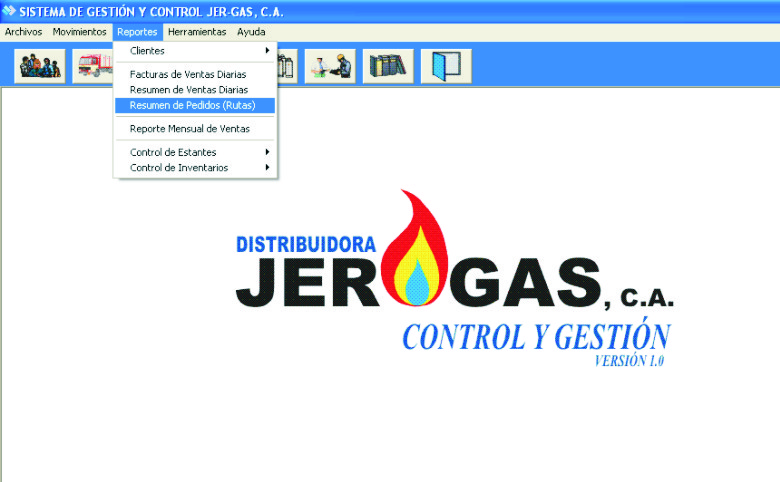 SISTEMA DE GESTIÓN Y CONTROL JER-GAS, C.A.
Archivos Movimientos Reportes Herramientas Ayuda
Clientes
Facturas de Ventas Diarias
Resumen de Ventas Diarias
Resumen de Pedidos (Rutas)
Reporte Mensual de Ventas
Control de Estantes
Control de Inventarios
DISTRIBUIDORA
JER GAS, C.A.
CONTROL Y GESTIÓN
VERSIÓN 1.0